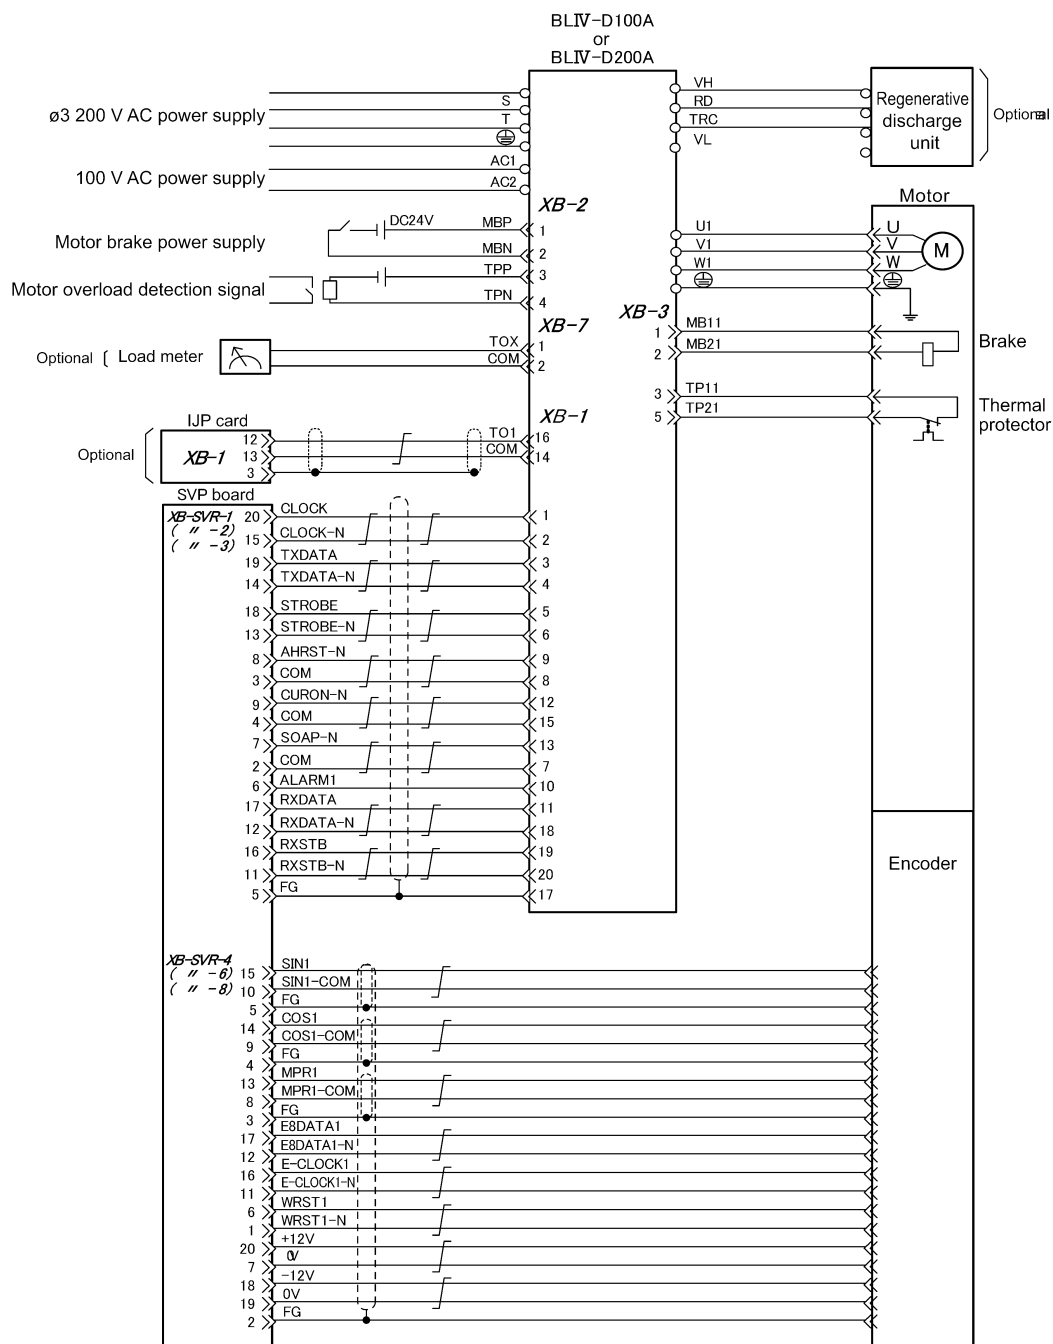 BLⅣ-D100A
or
BLⅣ-D200A
ø3 200 V AC power supply
S
T
100 V AC power supply
AC1
AC2
XB-2
Motor brake power supply
DC24V
MBP 1
MBN 2
Motor overload detection signal
TPP 3
TPN 4
XB-7
Optional ( Load meter
TOX 1
COM 2
XB-1
IJP card
Optional
XB-1
12 TO1 16
13 COM 14
3
VH
RD
TRC
VL
Regenerative
discharge
unit
Optional
Motor
U1 U
V1 V
W1 W
M
XB-3
1 MB11
2 MB21
Brake
3 TP11
5 TP21
Thermal
protector
SVP board
XB-SVR-1
( 〃 -2)
( 〃 -3)
20 CLOCK 1
15 CLOCK-N 2
19 TXDATA 3
14 TXDATA-N 4
18 STROBE 5
13 STROBE-N 6
8 AHRST-N 9
3 COM 8
9 CURON-N 12
4 COM 15
7 SOAP-N 13
2 COM 7
6 ALARM1 10
17 RXDATA 11
12 RXDATA-N 18
16 RXSTB 19
11 RXSTB-N 20
5 FG 17
Encoder
XB-SVR-4
( 〃 -6)
( 〃 -8)
15 SIN1
10 SIN1-COM
5 FG
14 COS1
9 COS1-COM
4 FG
13 MPR1
8 MPR1-COM
3 FG
17 E8DATA1
12 E8DATA1-N
16 E-CLOCK1
11 E-CLOCK1-N
6 WRST1
1 WRST1-N
20 +12V
7 0V
18 -12V
19 0V
2 FG